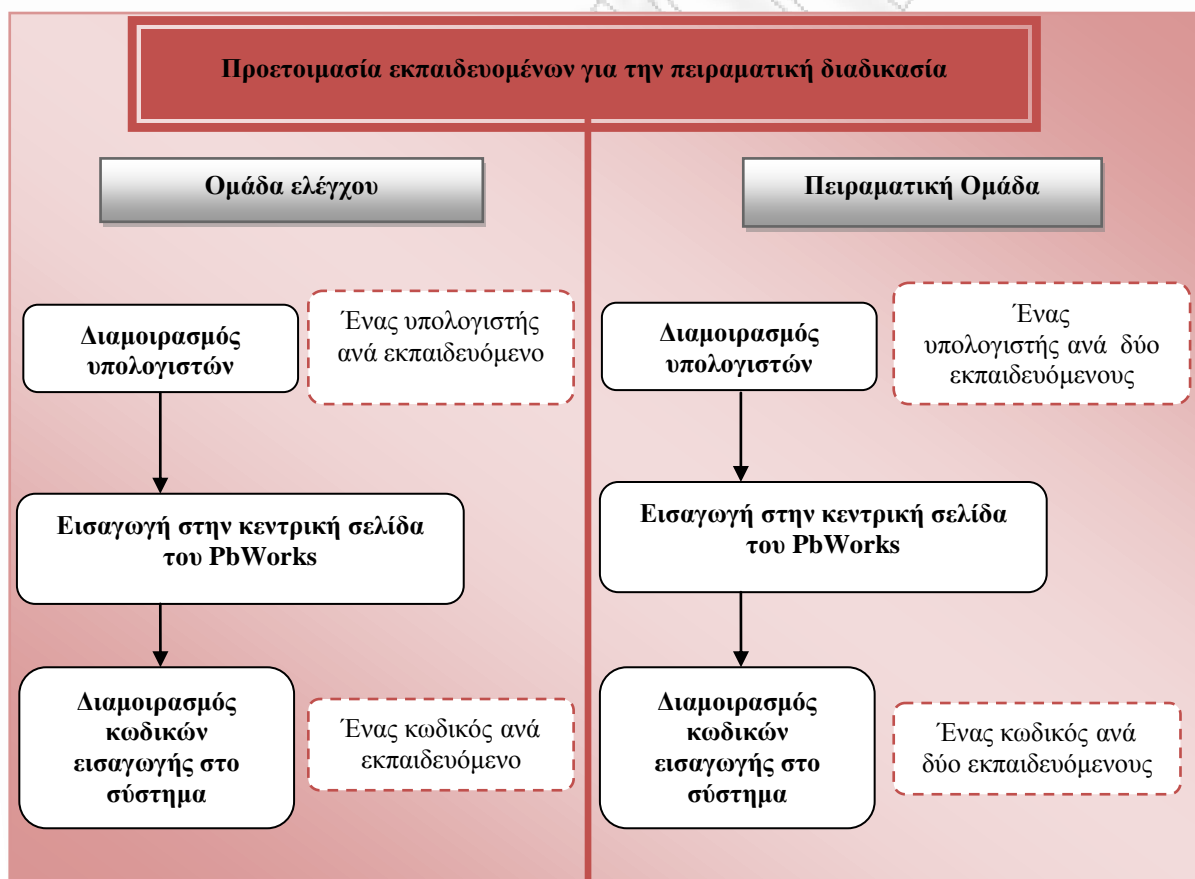 Προετοιμασία εκπαιδευομένων για την πειραματική διαδικασία
Ομάδα ελέγχου
Διαμοιρασμός
υπολογιστών
Ένας υπολογιστής
ανά εκπαιδευόμενο
Εισαγωγή στην κεντρική σελίδα
του PbWorks
Διαμοιρασμός
κωδικών
εισαγωγής στο
σύστημα
Ένας κωδικός ανά
εκπαιδευόμενο
Πειραματική Ομάδα
Διαμοιρασμός
υπολογιστών
Ένας
υπολογιστής ανά δύο
εκπαιδευόμενους
Εισαγωγή στην κεντρική σελίδα
του PbWorks
Διαμοιρασμός
κωδικών
εισαγωγής στο
σύστημα
Ένας κωδικός ανά
δύο εκπαιδευόμενους